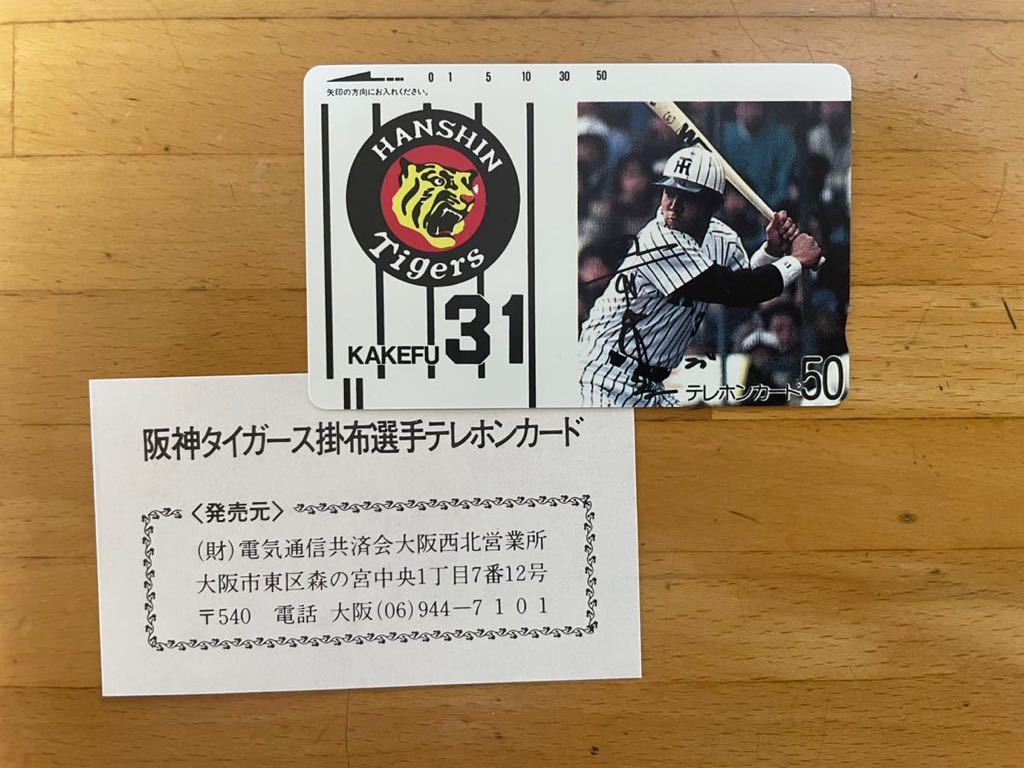 0 1 5 10 30 50
矢印の方向にお入れください。
HANSHIN
Tigers
KAKEFU 31
テレホンカード50
阪神タイガース掛布選手テレホンカード
〈発売元〉
(財)電気通信共済会大阪西北営業所
大阪市東区森の宮中央1丁目7番12号
〒540 電話 大阪(06)944−7101